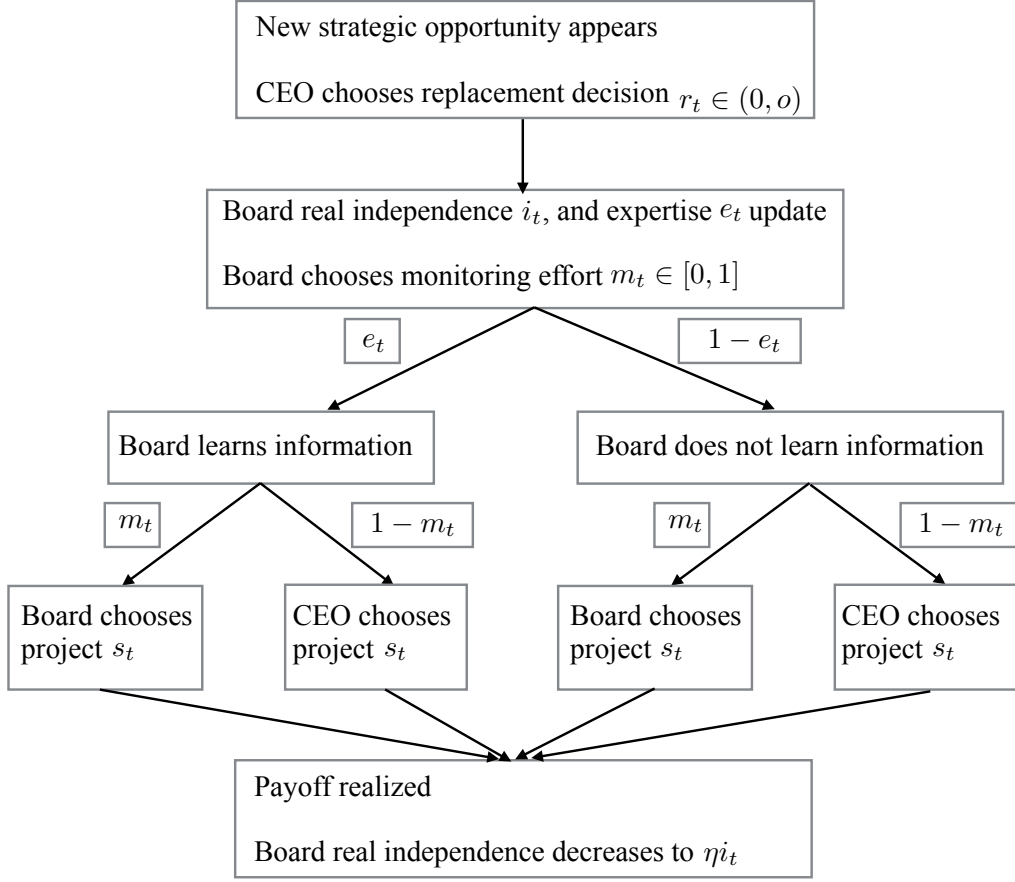 New strategic opportunity appears
CEO chooses replacement decision r_t ∈ (0, o)
Board real independence i_t, and expertise e_t update
Board chooses monitoring effort m_t ∈ [0, 1]
e_t
1 − e_t
Board learns information
Board does not learn information
m_t
1 − m_t
m_t
1 − m_t
Board chooses
project s_t
CEO chooses
project s_t
Board chooses
project s_t
CEO chooses
project s_t
Payoff realized
Board real independence decreases to ηi_t